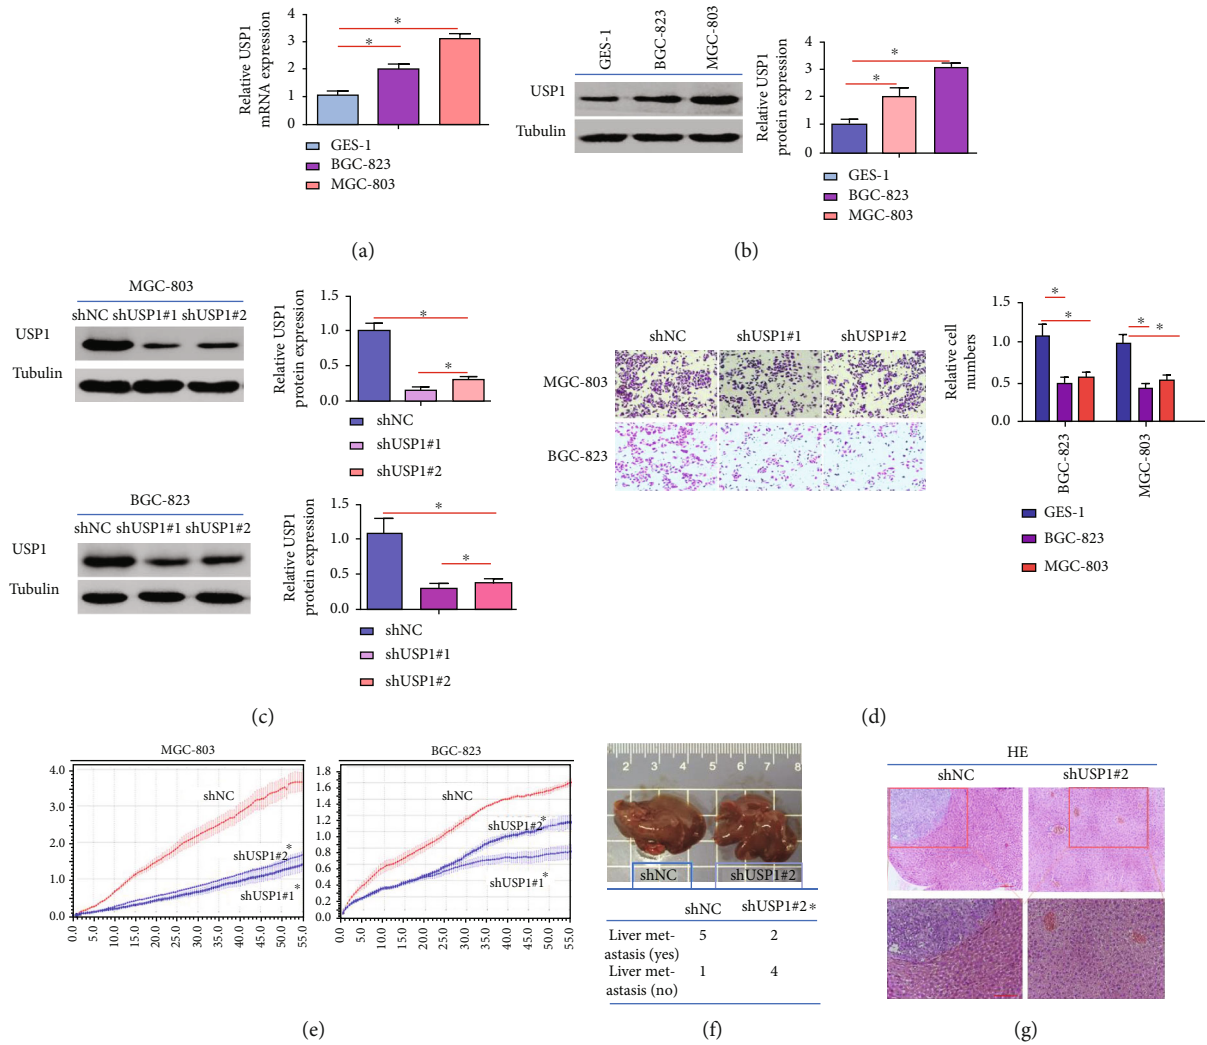 Relative USP1
mRNA expression
4
3
2
1
0
*
*
GES-1
BGC-823
MGC-803
(a)
GES-1
BGC-823
MGC-803
USP1
Tubulin
Relative USP1
protein expression
4
3
2
1
0
*
*
GES-1
BGC-823
MGC-803
(b)
MGC-803
shNC shUSP1#1 shUSP1#2
USP1
Tubulin
Relative USP1
protein expression
1.5
1.0
0.5
0.0
*
*
shNC
shUSP1#1
shUSP1#2
BGC-823
shNC shUSP1#1 shUSP1#2
USP1
Tubulin
Relative USP1
protein expression
1.5
1.0
0.5
0.0
*
*
shNC
shUSP1#1
shUSP1#2
(c)
shNC shUSP1#1 shUSP1#2
MGC-803
BGC-823
Relative cell
numbers
1.5
1.0
0.5
0.0
*
*
*
*
BGC-823
MGC-803
GES-1
BGC-823
MGC-803
(d)
MGC-803
4.0
3.0
2.0
1.0
0.0
shNC
shUSP1#2*
shUSP1#1*
0.0 5.0 10.0 15.0 20.0 25.0 30.0 35.0 40.0 45.0 50.0 55.0
BGC-823
1.8
1.6
1.4
1.2
1.0
0.8
0.6
0.4
0.2
0.0
shNC
shUSP1#2*
shUSP1#1*
0.0 5.0 10.0 15.0 20.0 25.0 30.0 35.0 40.0 45.0 50.0 55.0
(e)
2 3 4 5 6 7 8
shNC shUSP1#2
shNC shUSP1#2*
Liver met-
astasis (yes) 5 2
Liver met-
astasis (no) 1 4
(f)
HE
shNC shUSP1#2
(g)